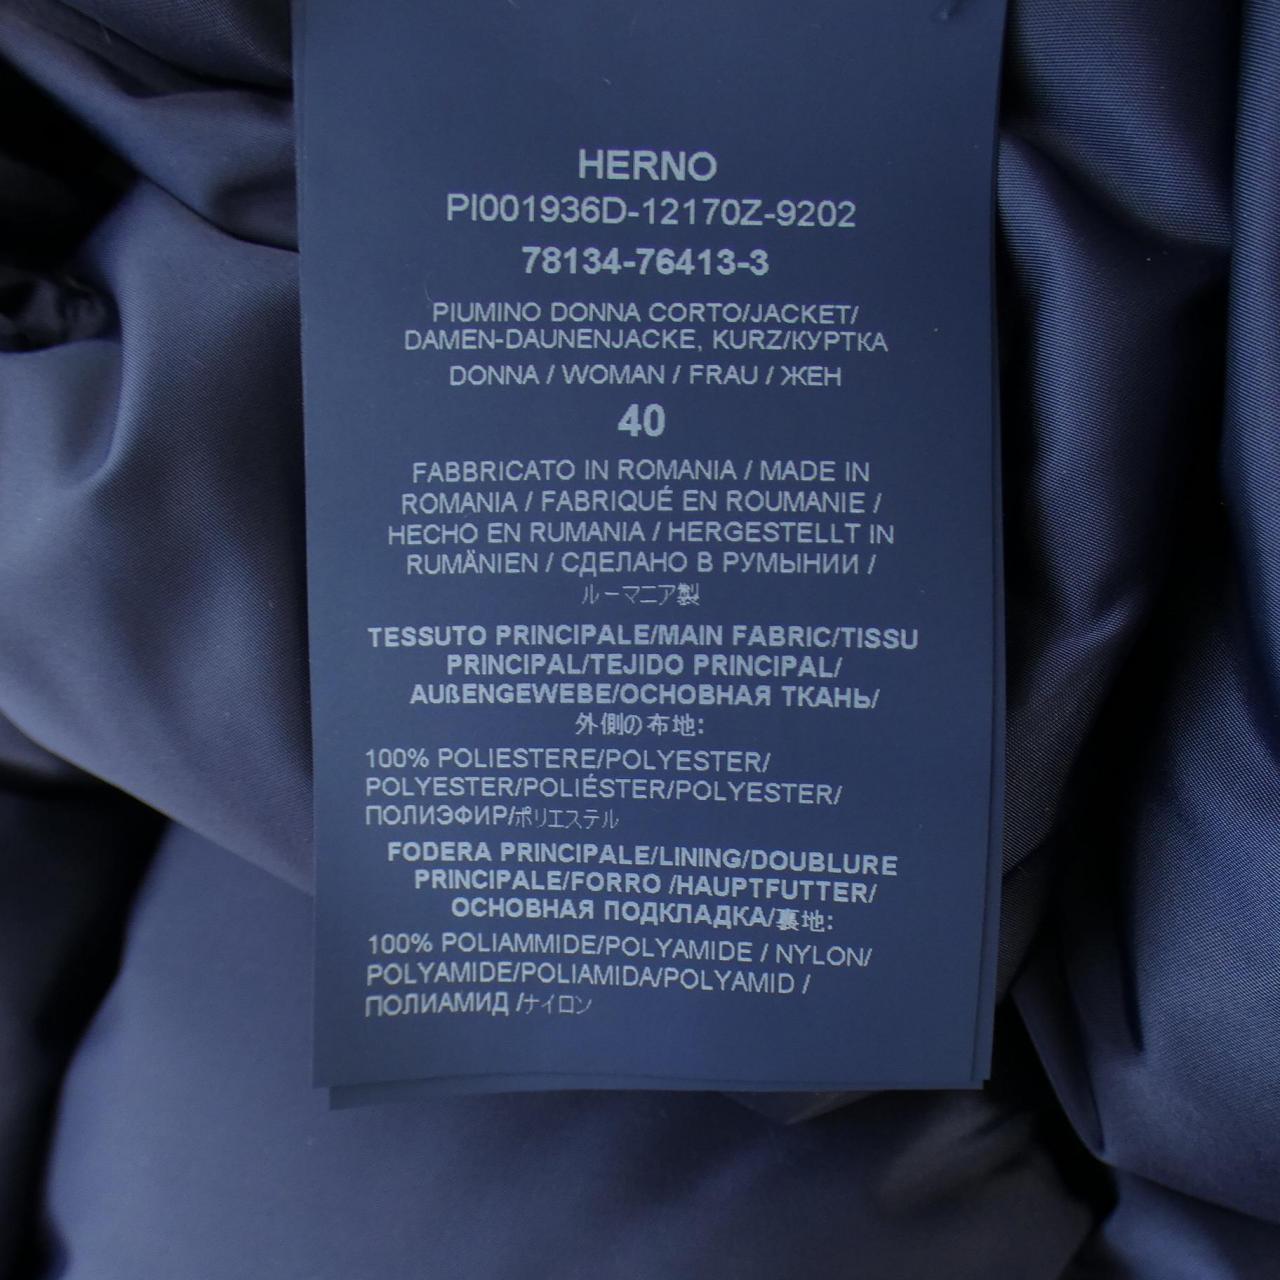 HERNO
PI001936D-12170Z-9202
78134-76413-3
PIUMINO DONNA CORTO/JACKET/
DAMEN-DAUNENJACKE, KURZ/КУРТКА
DONNA / WOMAN / FRAU / ЖЕН
40
FABBRICATO IN ROMANIA / MADE IN
ROMANIA / FABRIQUÉ EN ROUMANIE /
HECHO EN RUMANIA / HERGESTELLT IN
RUMÄNIEN / СДЕЛАНО В РУМЫНИИ /
ルーマニア製
TESSUTO PRINCIPALE/MAIN FABRIC/TISSU
PRINCIPAL/TEJIDO PRINCIPAL/
AUßENGEWEBE/ОСНОВНАЯ ТКАНЬ/
外側の布地:
100% POLIESTERE/POLYESTER/
POLYESTER/POLIÉSTER/POLYESTER/
ПОЛИЭФИР/ポリエステル
FODERA PRINCIPALE/LINING/DOUBLURE
PRINCIPALE/FORRO /HAUPTFUTTER/
ОСНОВНАЯ ПОДКЛАДКА/裏地:
100% POLIAMMIDE/POLYAMIDE / NYLON/
POLYAMIDE/POLIAMIDA/POLYAMID /
ПОЛИАМИД /ナイロン